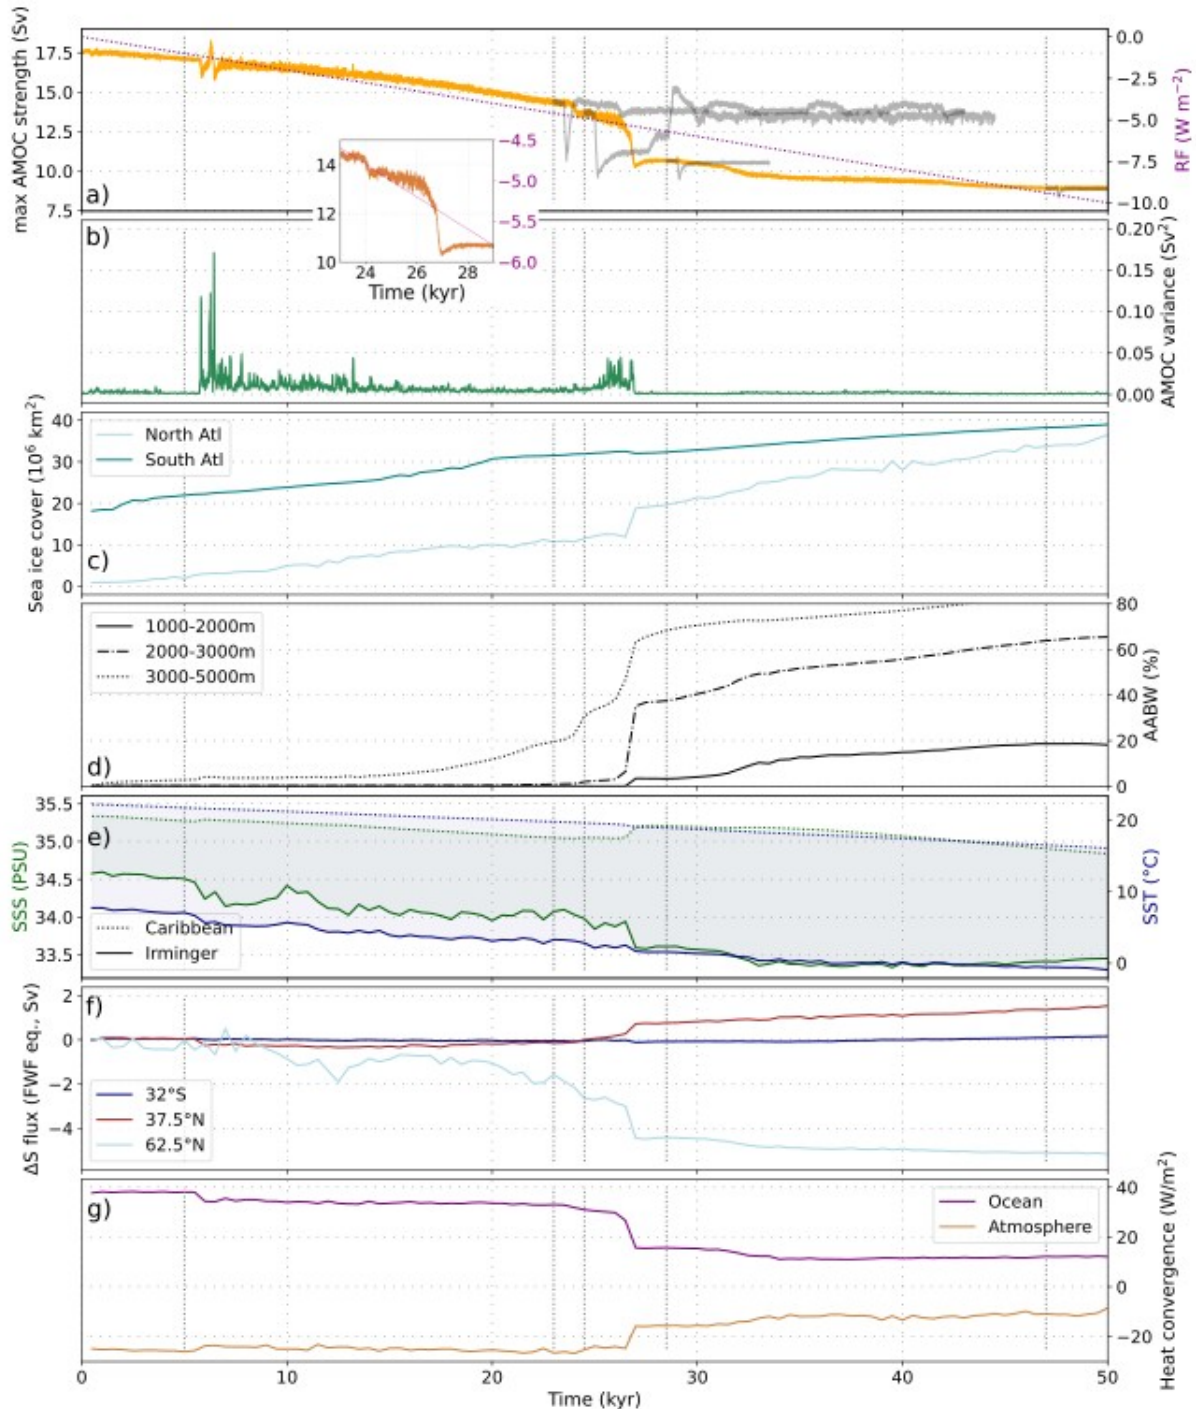 max AMOC strength (Sv)
17.5
15.0
12.5
10.0
7.5
a)
0.0
−2.5
−5.0
−7.5
−10.0
RF (W m⁻²)
14
12
10
−4.5
−5.0
−5.5
−6.0
24 26 28
Time (kyr)
b)
0.20
0.15
0.10
0.05
0.00
AMOC variance (Sv²)
Sea ice cover (10⁶ km²)
40
30
20
10
0
North Atl
South Atl
c)
1000-2000m
2000-3000m
3000-5000m
d)
80
60
40
20
0
AABW (%)
SSS (PSU)
35.5
35.0
34.5
34.0
33.5
e)
Caribbean
Irminger
20
10
0
SST (°C)
ΔS flux (FWF eq., Sv)
2
0
−2
−4
f)
32°S
37.5°N
62.5°N
g)
Ocean
Atmosphere
40
20
0
−20
Heat convergence (W/m²)
0 10 20 30 40 50
Time (kyr)